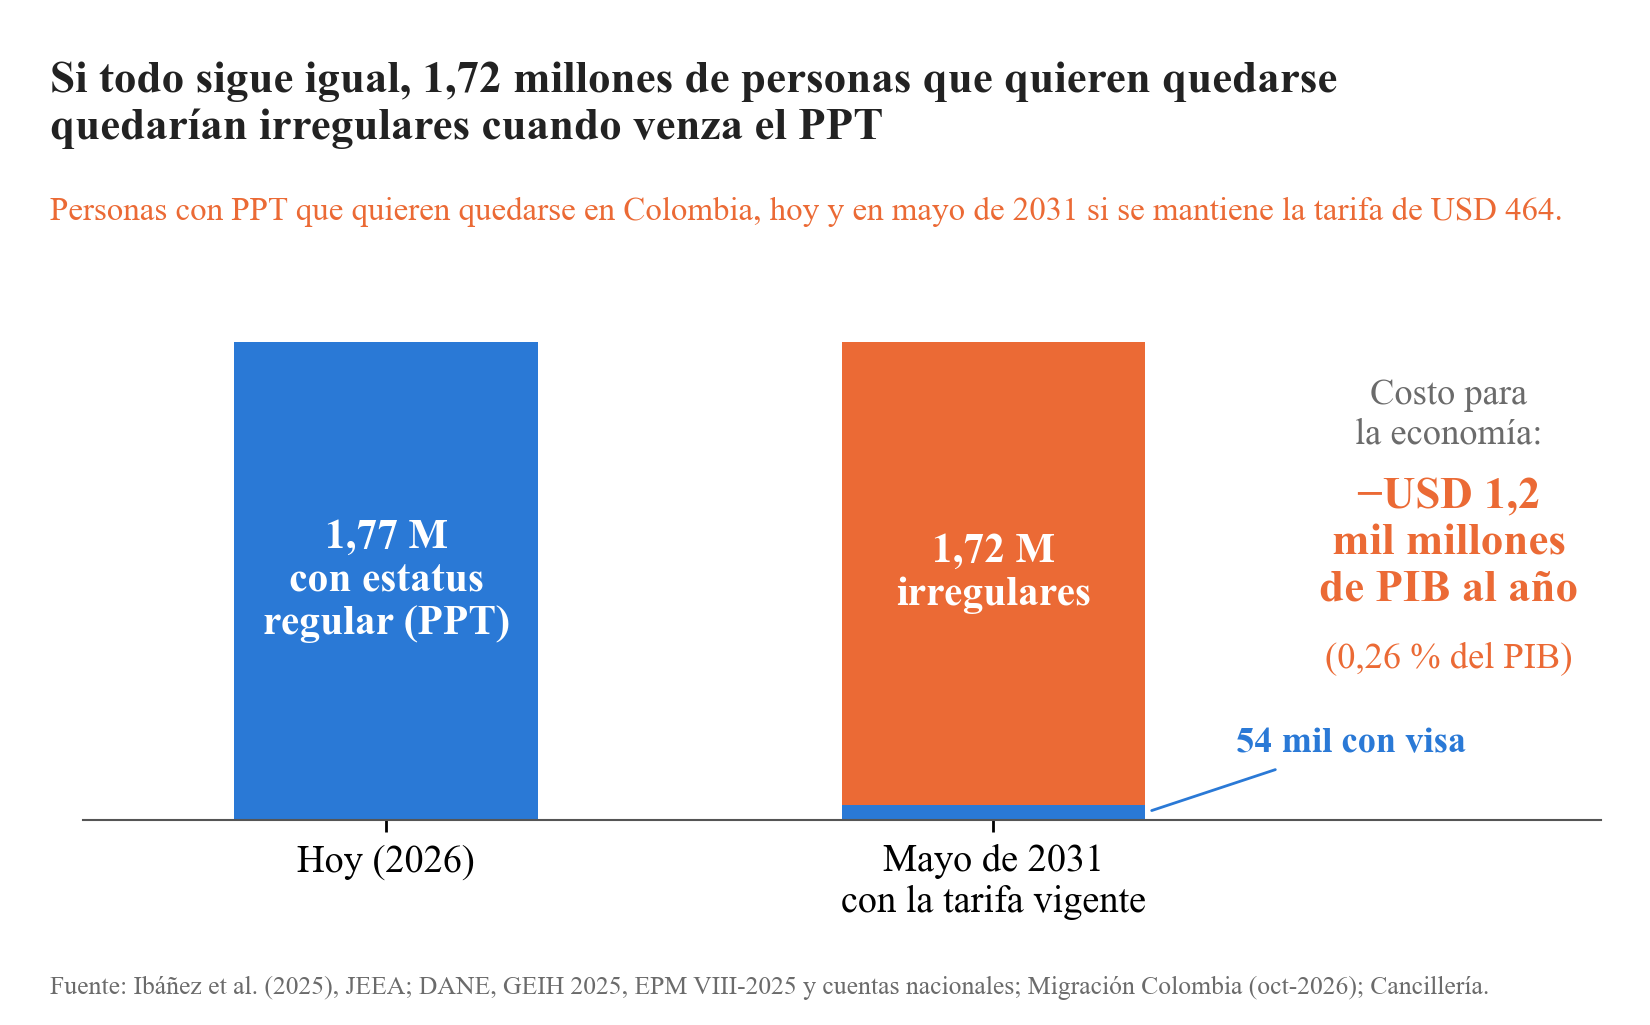 Si todo sigue igual, 1,72 millones de personas que quieren quedarse
quedarían irregulares cuando venza el PPT
Personas con PPT que quieren quedarse en Colombia, hoy y en mayo de 2031 si se mantiene la tarifa de USD 464.
1,77 M
con estatus
regular (PPT)
1,72 M
irregulares
Costo para
la economía:
−USD 1,2
mil millones
de PIB al año
(0,26 % del PIB)
54 mil con visa
Hoy (2026)
Mayo de 2031
con la tarifa vigente
Fuente: Ibáñez et al. (2025), JEEA; DANE, GEIH 2025, EPM VIII-2025 y cuentas nacionales; Migración Colombia (oct-2026); Cancillería.